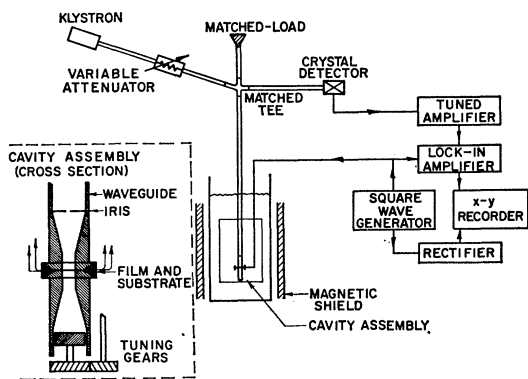 KLYSTRON
MATCHED-LOAD
VARIABLE
ATTENUATOR
CRYSTAL
DETECTOR
MATCHED
TEE
TUNED
AMPLIFIER
LOCK-IN
AMPLIFIER
SQUARE
WAVE
GENERATOR
x-y
RECORDER
RECTIFIER
MAGNETIC
SHIELD
CAVITY ASSEMBLY
CAVITY ASSEMBLY
(CROSS SECTION)
WAVEGUIDE
IRIS
FILM AND
SUBSTRATE
TUNING
GEARS